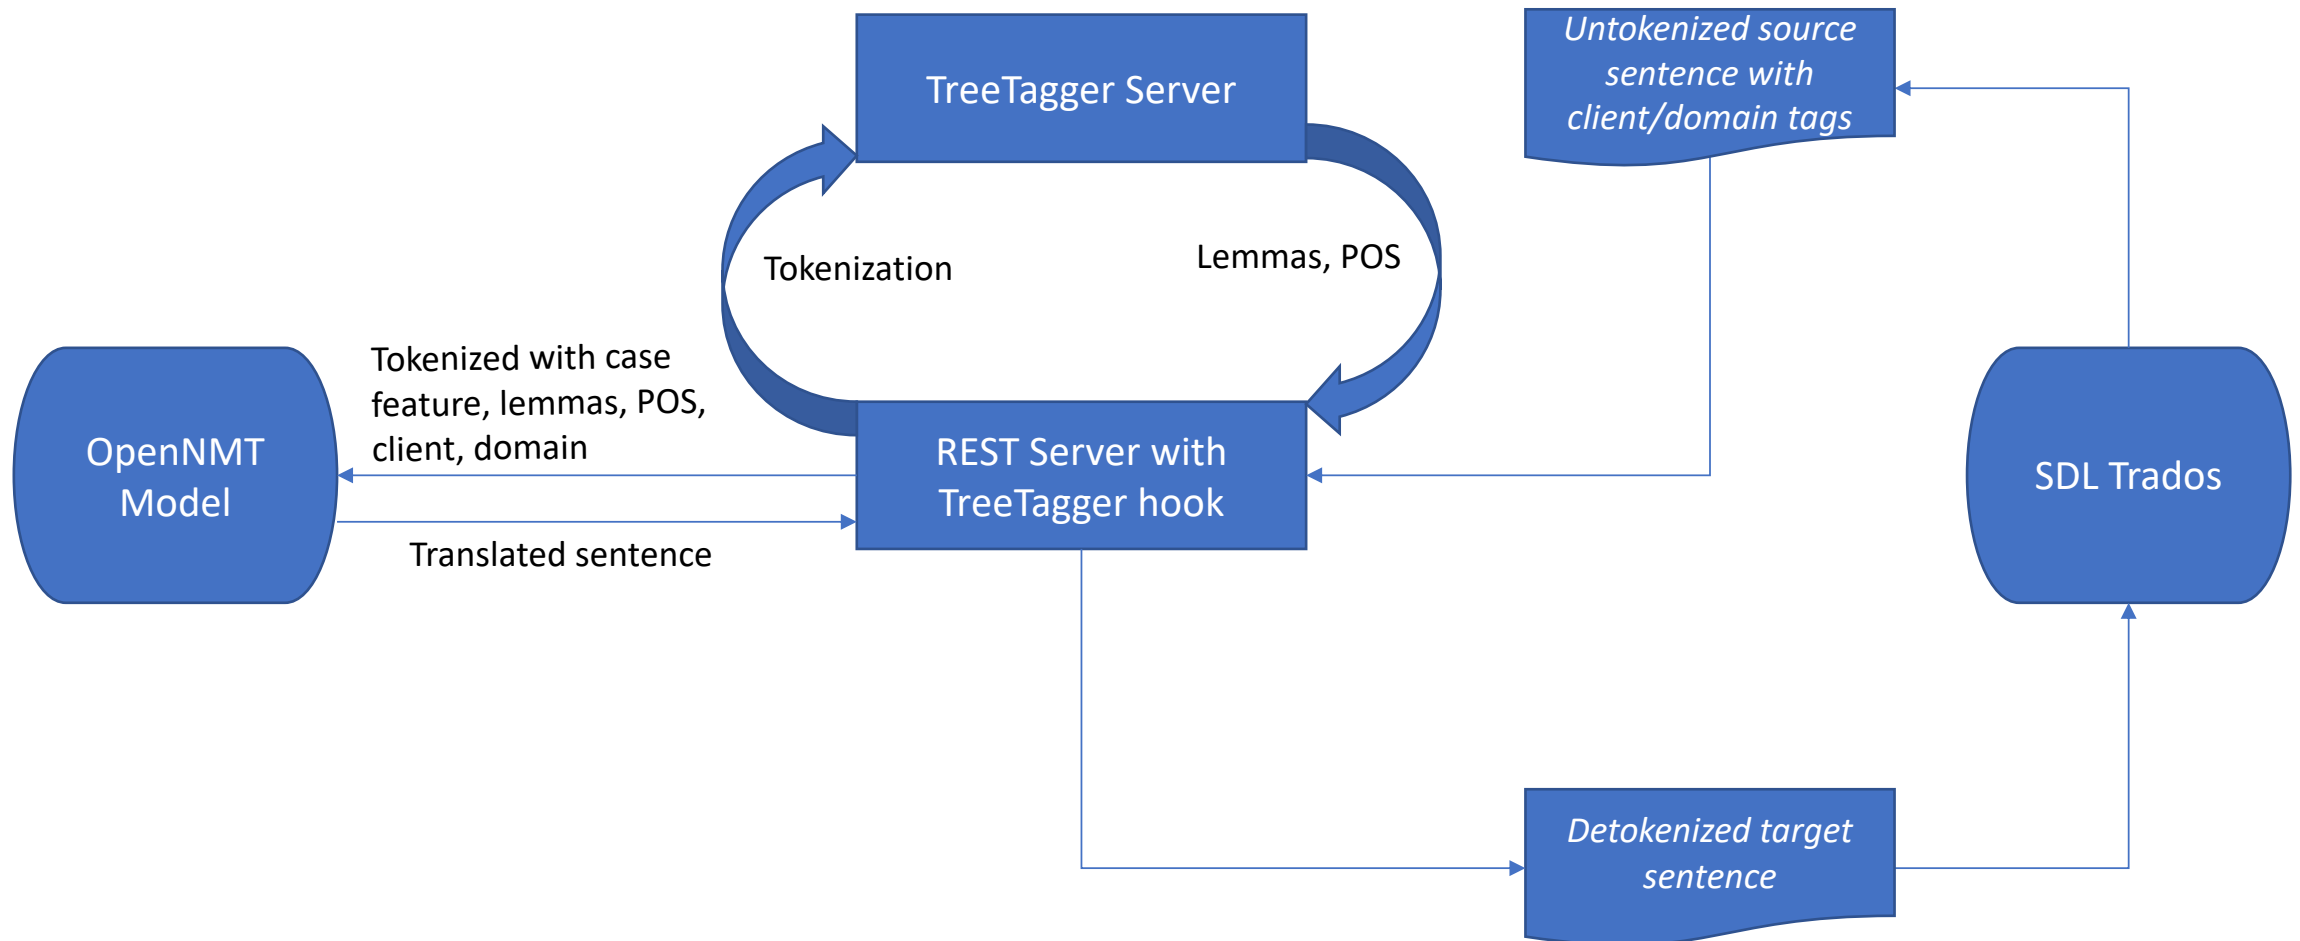 TreeTagger Server
Untokenized source
sentence with
client/domain tags
Tokenization
Lemmas, POS
Tokenized with case
feature, lemmas, POS,
client, domain
OpenNMT
Model
REST Server with
TreeTagger hook
SDL Trados
Translated sentence
Detokenized target
sentence